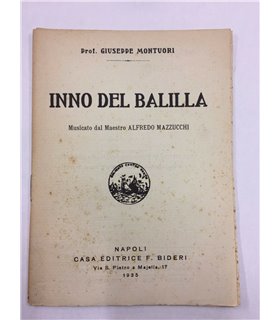 Prof. GIUSEPPE MONTUORI
INNO DEL BALILLA
Musicato dal Maestro ALFREDO MAZZUCCHI
NAPOLI
CASA EDITRICE F. BIDERI
Via S. Pietro a Majella, 17
1935